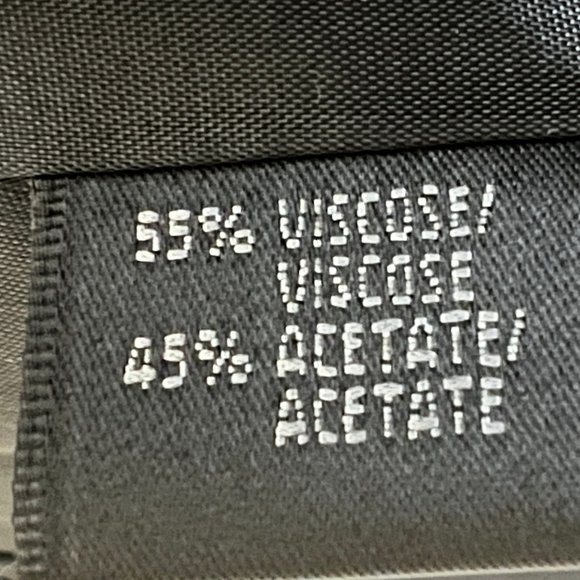 55% VISCOSE/
VISCOSE
45% ACETATE/
ACETATE